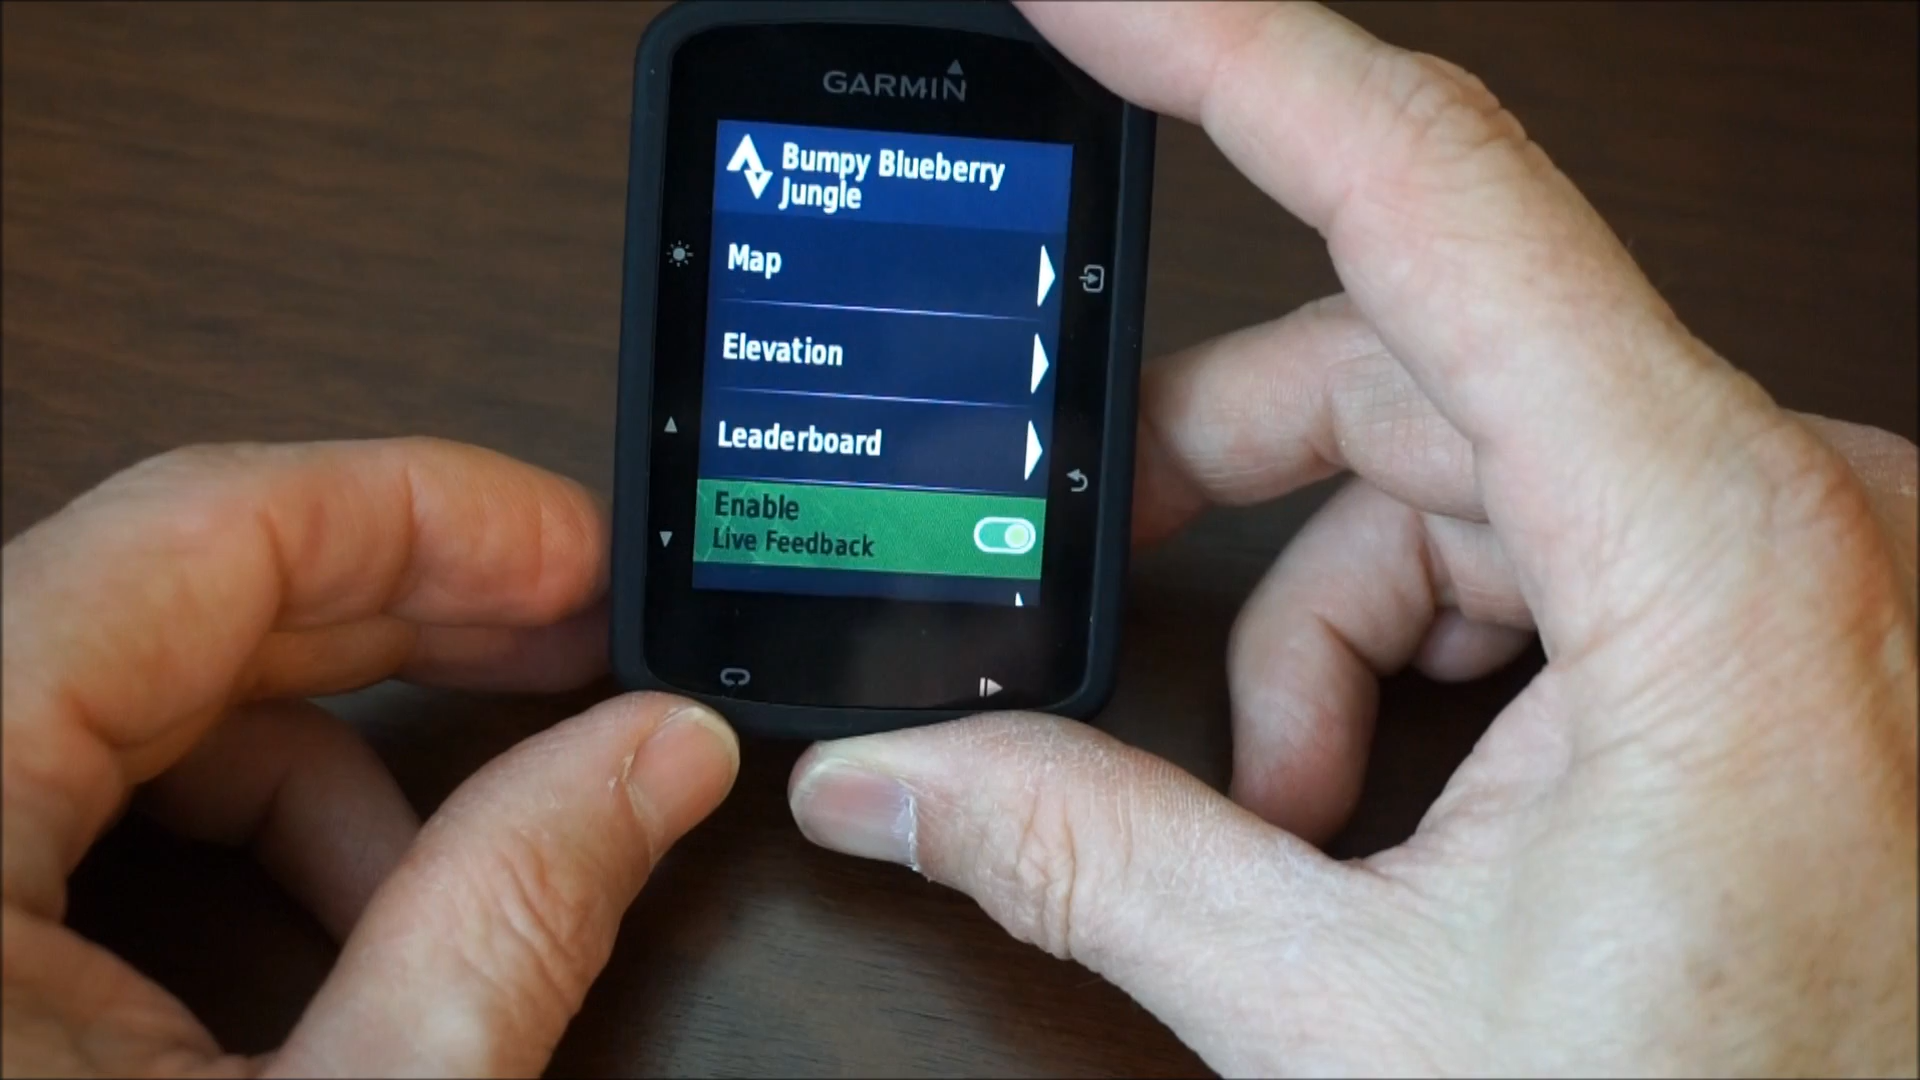 GARMIN
Bumpy Blueberry
Jungle
Map
Elevation
Leaderboard
Enable
Live Feedback